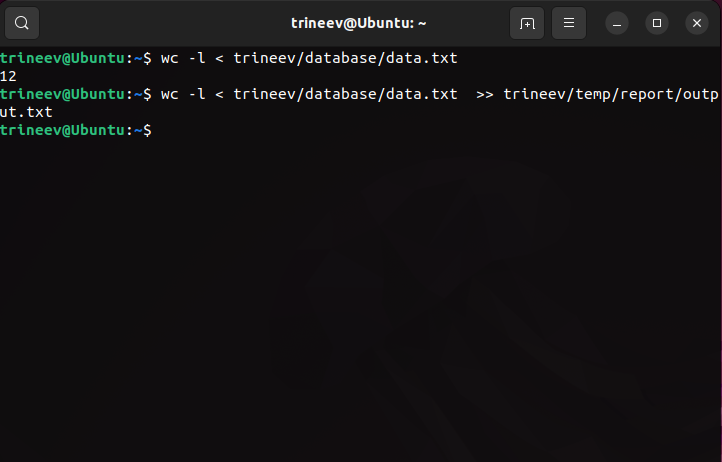 trineev@Ubuntu: ~
trineev@Ubuntu:~$ wc -l < trineev/database/data.txt
12
trineev@Ubuntu:~$ wc -l < trineev/database/data.txt  >> trineev/temp/report/outp
ut.txt
trineev@Ubuntu:~$